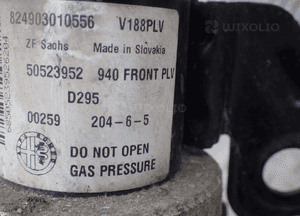 824903010556 V188PLV
WIXOLIO
ZF Sachs Made in Slovakia
50523952 940 FRONT PLV
D295
00259 204-6-5
DO NOT OPEN
GAS PRESSURE